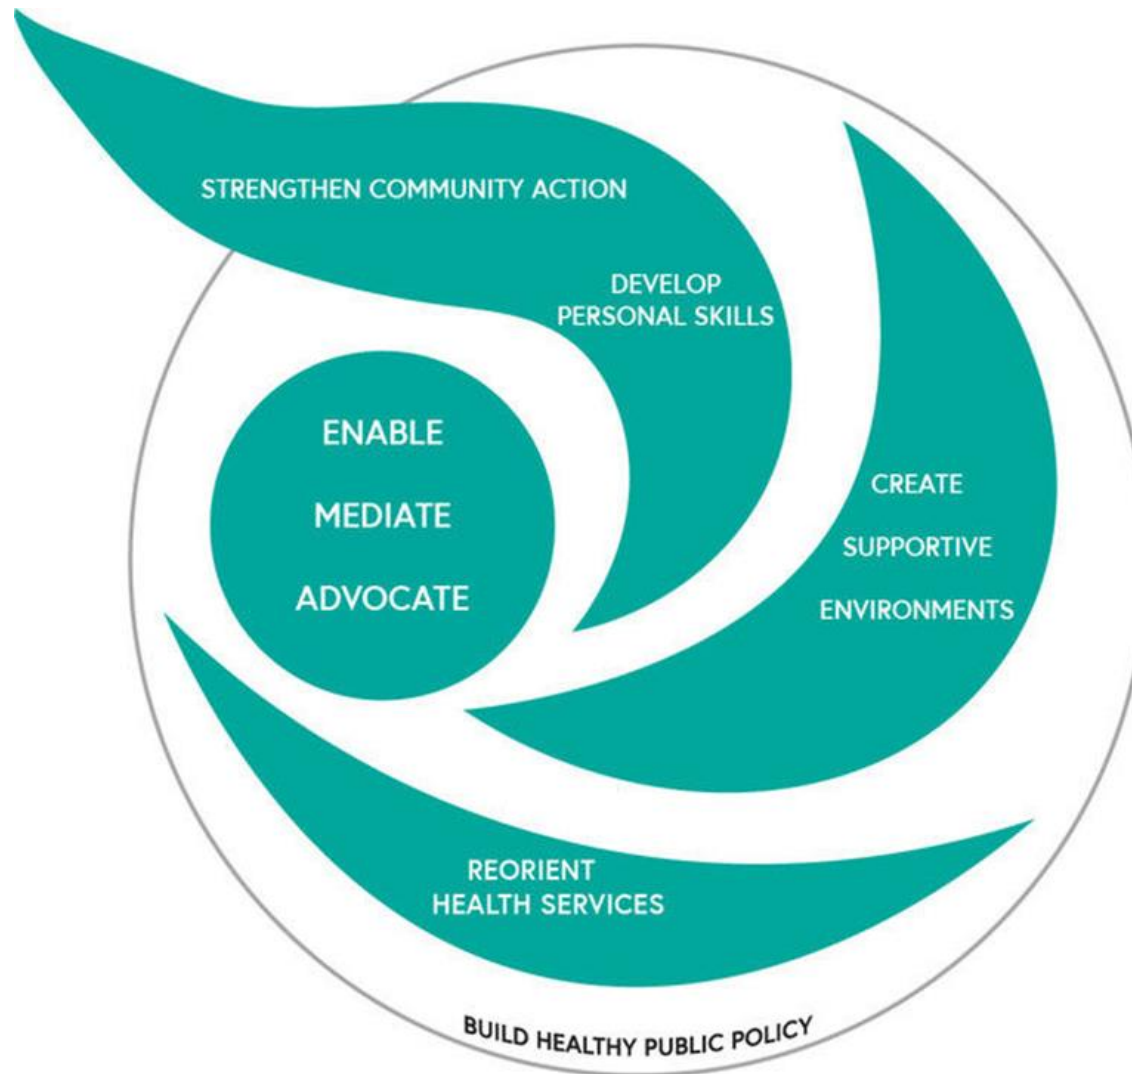 STRENGTHEN COMMUNITY ACTION
DEVELOP
PERSONAL SKILLS
ENABLE
MEDIATE
ADVOCATE
CREATE
SUPPORTIVE
ENVIRONMENTS
REORIENT
HEALTH SERVICES
BUILD HEALTHY PUBLIC POLICY